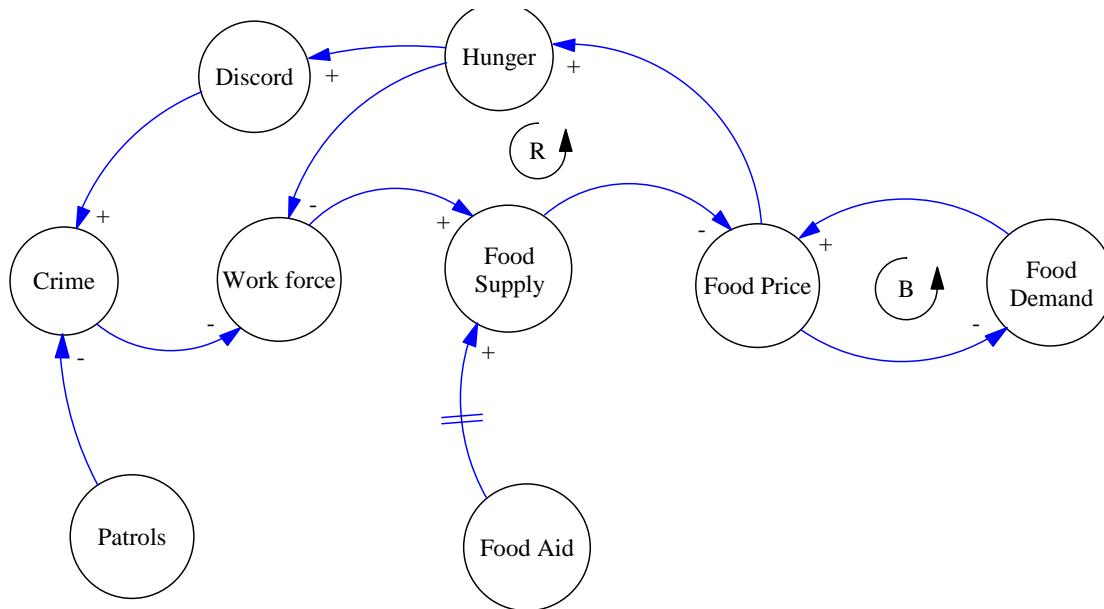 Hunger
Discord
+
+
R
+
-
+
-
+
Crime
Work force
Food
Supply
Food Price
B
Food
Demand
-
-
-
+
Patrols
Food Aid